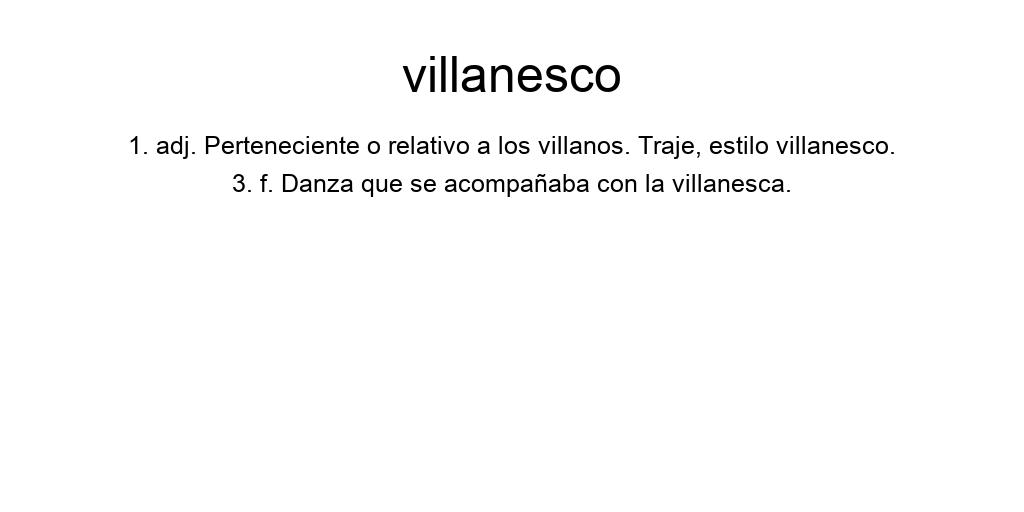 villanesco
1. adj. Perteneciente o relativo a los villanos. Traje, estilo villanesco.
3. f. Danza que se acompañaba con la villanesca.